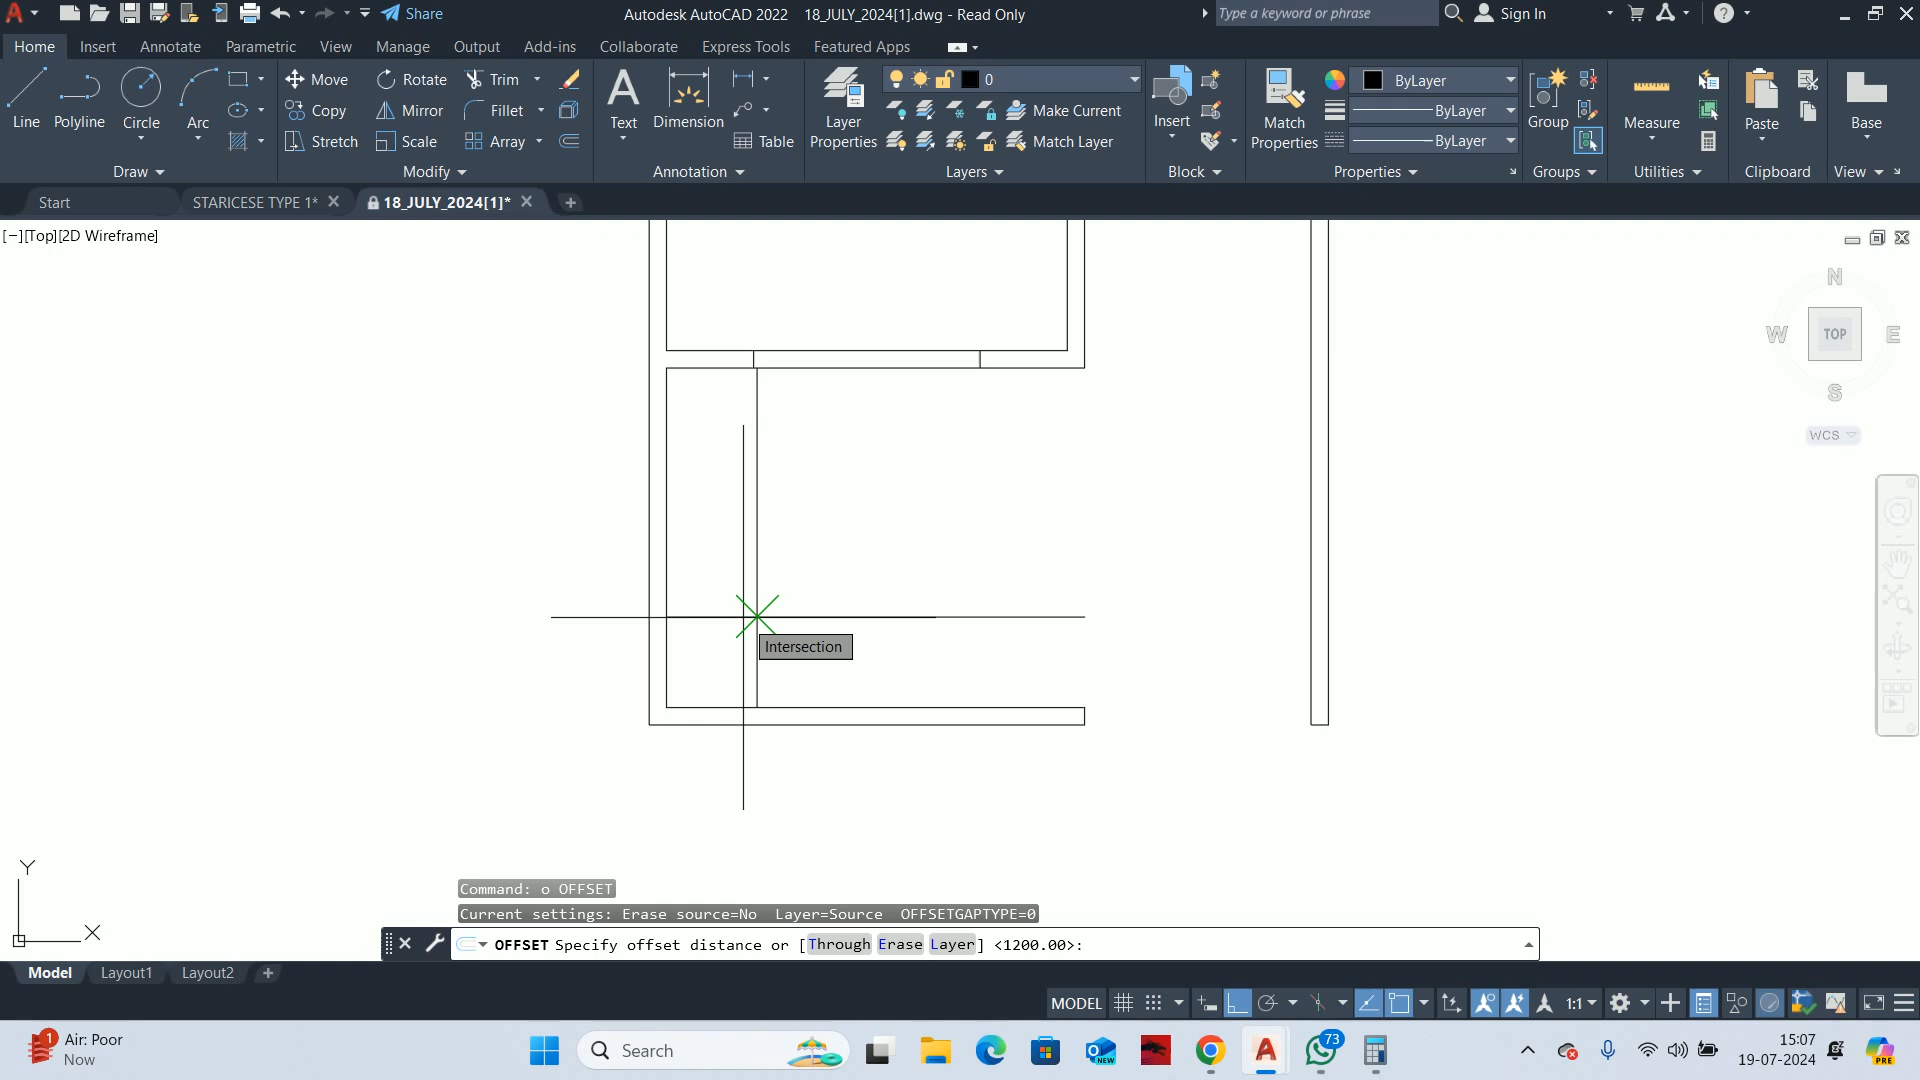 Share
Autodesk AutoCAD 2022 18_JULY_2024[1].dwg - Read Only
Type a keyword or phrase
Sign In
Home Insert Annotate Parametric View Manage Output Add-ins Collaborate Express Tools Featured Apps
Move Rotate Trim
0
ByLayer
Copy Mirror Fillet
Make Current
ByLayer
Line Polyline Circle Arc
Text Dimension
Layer Properties
Insert
Match Properties
Group Measure Paste Base
Stretch Scale Array
Table
Match Layer
ByLayer
Draw Modify Annotation Layers Block Properties Groups Utilities Clipboard View
Start STARICESE TYPE 1* 18_JULY_2024[1]*
[−][Top][2D Wireframe]
N
W TOP E
S
WCS
Intersection
Y
X
Command: o OFFSET
Current settings: Erase source=No Layer=Source OFFSETGAPTYPE=0
OFFSET Specify offset distance or [Through Erase Layer] <1200.00>:
Model Layout1 Layout2
MODEL 1:1
1
Air: Poor
Now
Search
NEW
73
15:07
19-07-2024
PRE